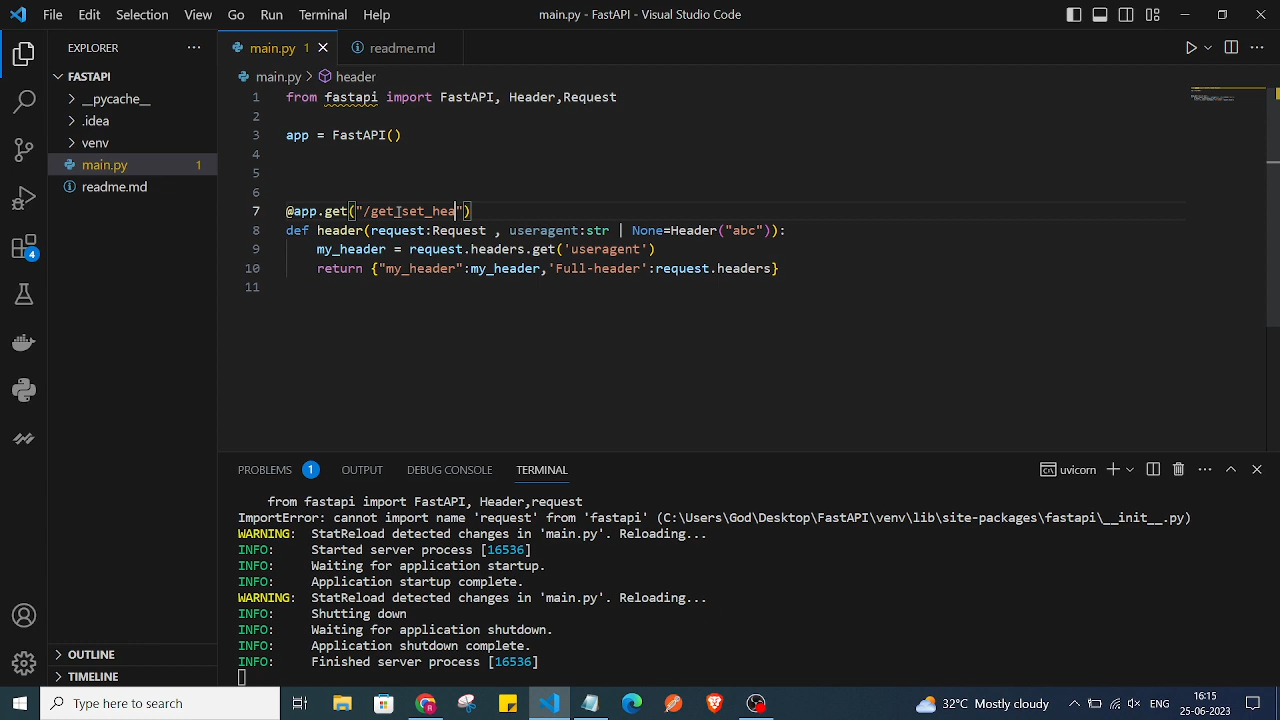 File Edit Selection View Go Run Terminal Help
main.py - FastAPI - Visual Studio Code
EXPLORER
FASTAPI
__pycache__
.idea
venv
main.py 1
readme.md
OUTLINE
TIMELINE
4
main.py 1
readme.md
main.py > header
1 from fastapi import FastAPI, Header,Request
2
3 app = FastAPI()
4
5
6
7 @app.get("/get_set_hea")
8 def header(request:Request , useragent:str | None=Header("abc")):
9 my_header = request.headers.get('useragent')
10 return {"my_header":my_header,'Full-header':request.headers}
11
PROBLEMS 1 OUTPUT DEBUG CONSOLE TERMINAL
uvicorn
from fastapi import FastAPI, Header,request
ImportError: cannot import name 'request' from 'fastapi' (C:\Users\God\Desktop\FastAPI\venv\lib\site-packages\fastapi\__init__.py)
WARNING: StatReload detected changes in 'main.py'. Reloading...
INFO: Started server process [16536]
INFO: Waiting for application startup.
INFO: Application startup complete.
WARNING: StatReload detected changes in 'main.py'. Reloading...
INFO: Shutting down
INFO: Waiting for application shutdown.
INFO: Application shutdown complete.
INFO: Finished server process [16536]
Type here to search
32°C Mostly cloudy
ENG
16:15
25-06-2023